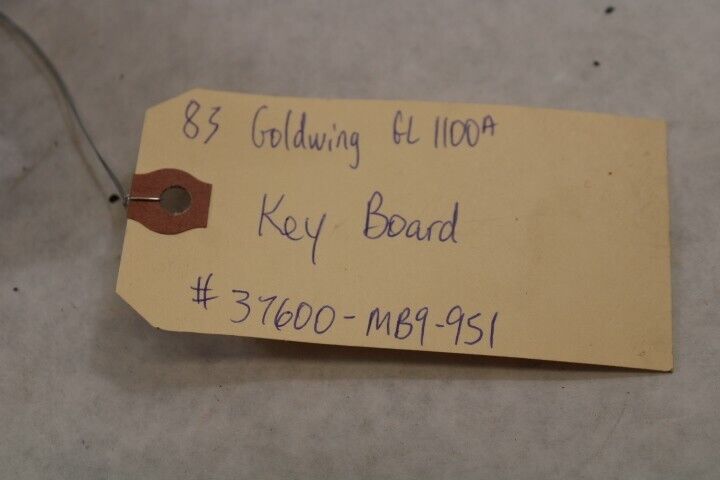 83 Goldwing GL 1100A
Key Board
# 37600-MB9-951